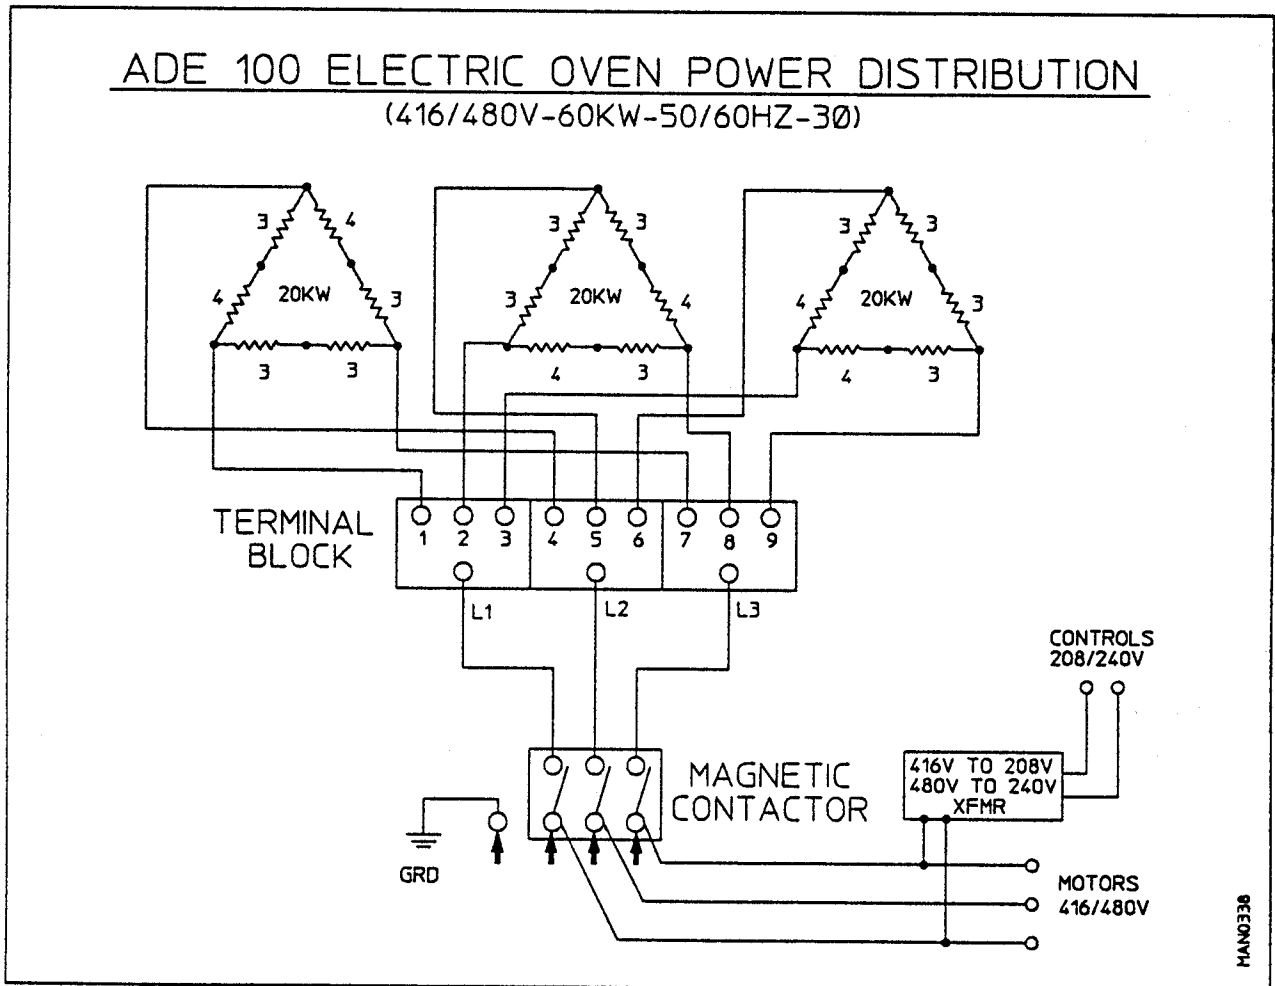 ADE 100 ELECTRIC OVEN POWER DISTRIBUTION
(416/480V-60KW-50/60HZ-3Ø)
3 4
4 20KW 3
3 3
3 3
3 20KW 4
4 3
3 3
4 20KW 3
4 3
TERMINAL
BLOCK
1 2 3 4 5 6 7 8 9
L1 L2 L3
CONTROLS
208/240V
MAGNETIC
CONTACTOR
416V TO 208V
480V TO 240V
XFMR
GRD
MOTORS
416/480V
MAN0338